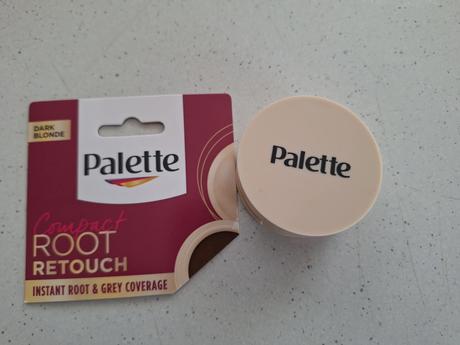 DARK
BLONDE
Palette
Compact
ROOT
RETOUCH
INSTANT ROOT & GREY COVERAGE
Palette